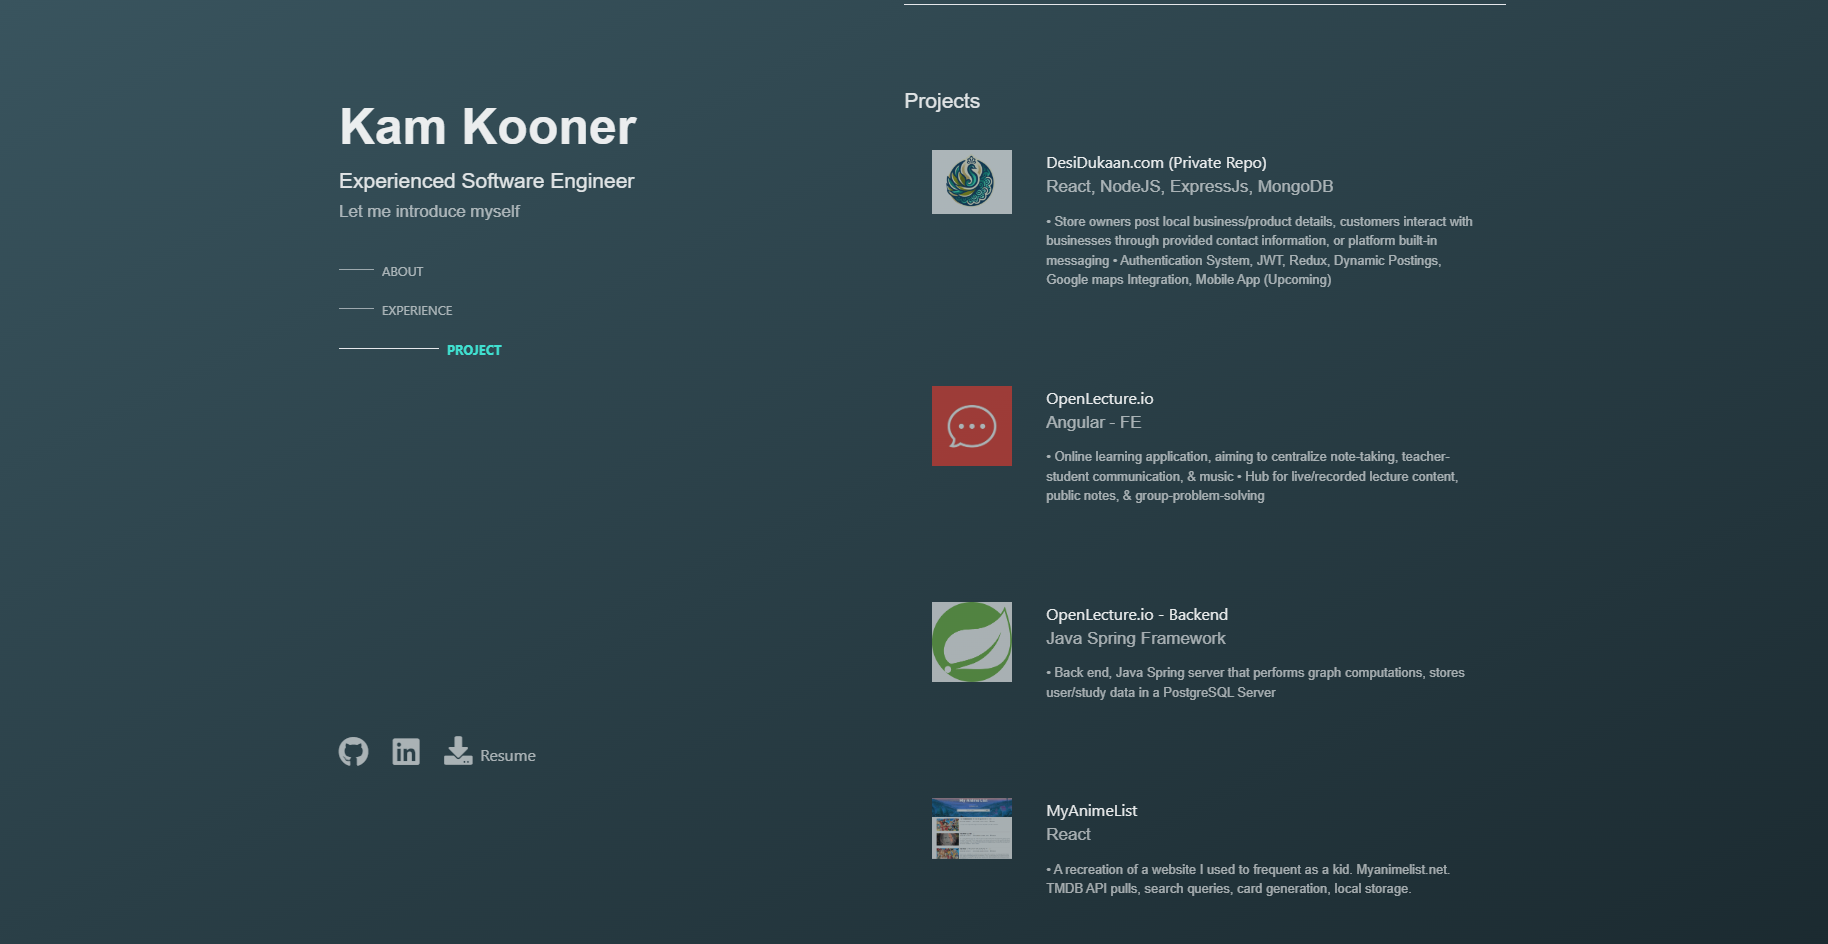 Kam Kooner
Experienced Software Engineer
Let me introduce myself
ABOUT
EXPERIENCE
PROJECT
Resume
Projects
DesiDukaan.com (Private Repo)
React, NodeJS, ExpressJs, MongoDB
• Store owners post local business/product details, customers interact with
businesses through provided contact information, or platform built-in
messaging • Authentication System, JWT, Redux, Dynamic Postings,
Google maps Integration, Mobile App (Upcoming)
OpenLecture.io
Angular - FE
• Online learning application, aiming to centralize note-taking, teacher-
student communication, & music • Hub for live/recorded lecture content,
public notes, & group-problem-solving
OpenLecture.io - Backend
Java Spring Framework
• Back end, Java Spring server that performs graph computations, stores
user/study data in a PostgreSQL Server
MyAnimeList
React
• A recreation of a website I used to frequent as a kid. Myanimelist.net.
TMDB API pulls, search queries, card generation, local storage.